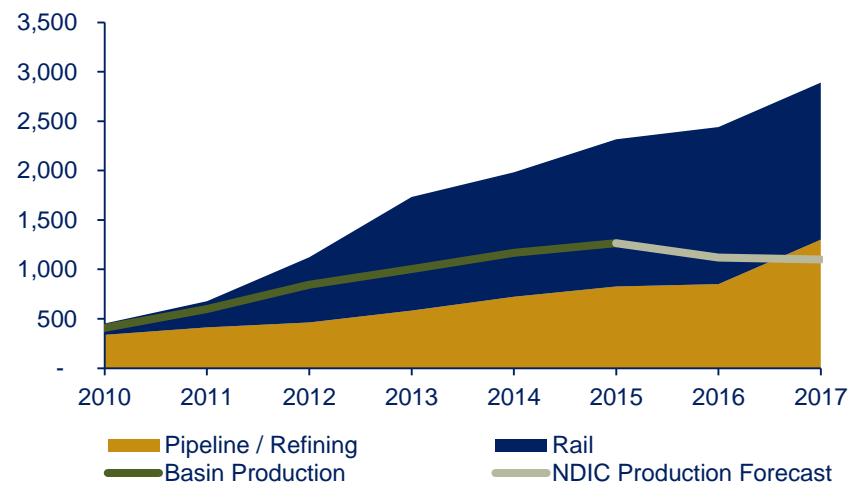 3,500
3,000
2,500
2,000
1,500
1,000
500
-
2010 2011 2012 2013 2014 2015 2016 2017
Pipeline / Refining Rail
Basin Production NDIC Production Forecast